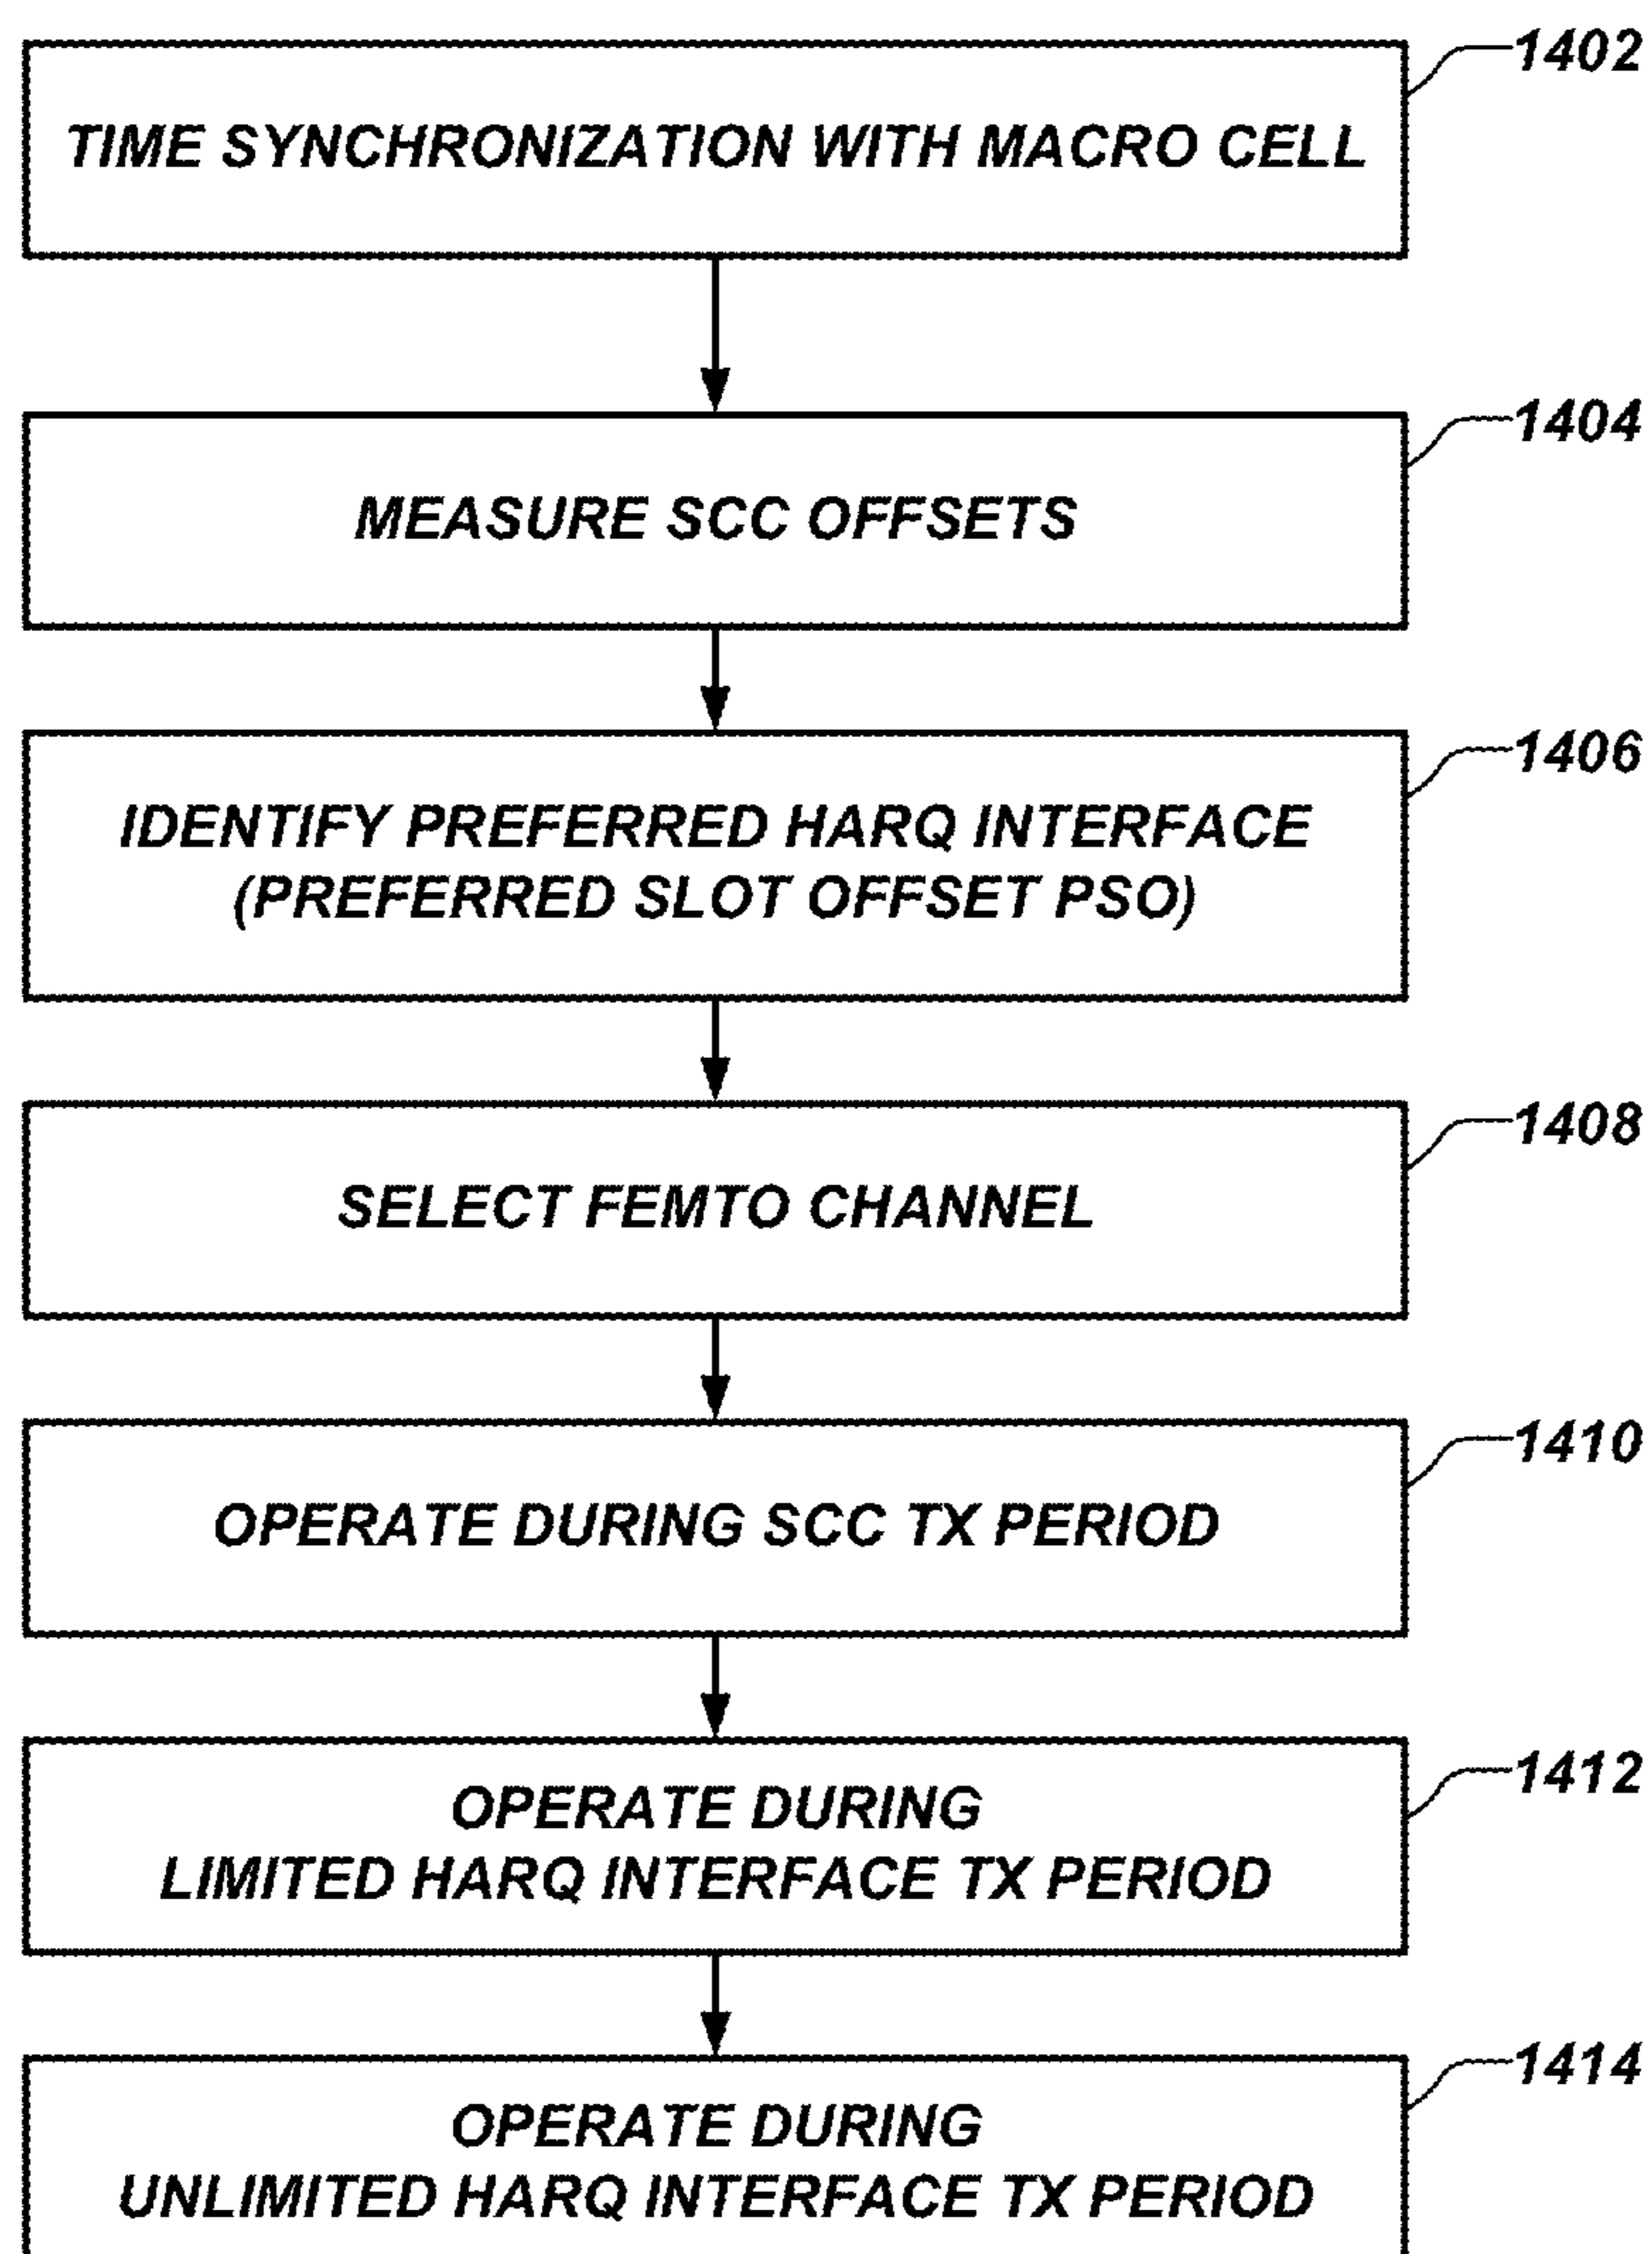 1402
TIME SYNCHRONIZATION WITH MACRO CELL
1404
MEASURE SCC OFFSETS
1406
IDENTIFY PREFERRED HARQ INTERFACE
(PREFERRED SLOT OFFSET PSO)
1408
SELECT FEMTO CHANNEL
1410
OPERATE DURING SCC TX PERIOD
1412
OPERATE DURING
LIMITED HARQ INTERFACE TX PERIOD
1414
OPERATE DURING
UNLIMITED HARQ INTERFACE TX PERIOD